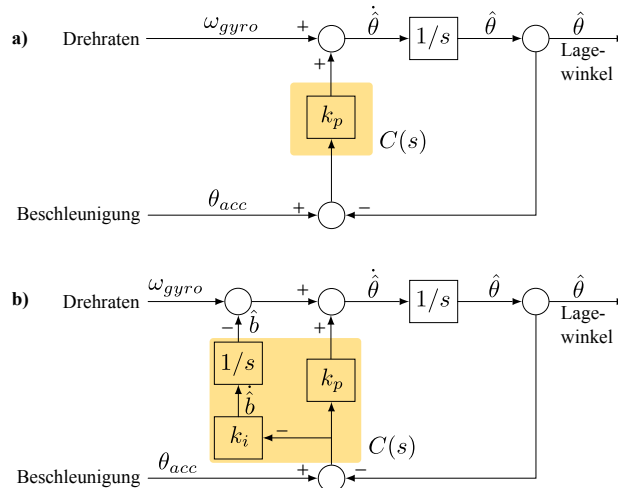 a) Drehraten ω_gyro + θ̂̇ 1/s θ̂ θ̂
+ Lage-
winkel
k_p
C(s)
Beschleunigung θ_acc + −
b) Drehraten ω_gyro + θ̂̇ 1/s θ̂ θ̂
− b̂ + Lage-
winkel
1/s k_p
b̂̇
k_i − C(s)
Beschleunigung θ_acc + −